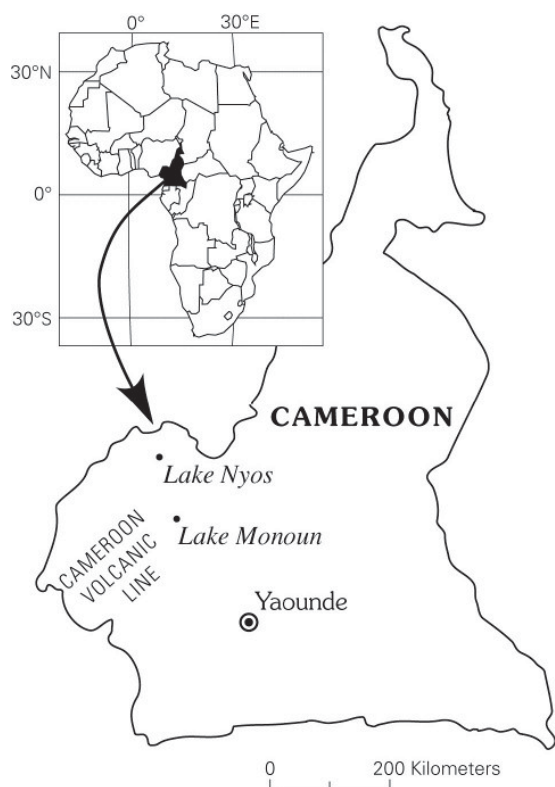 0° 30°E
30°N
0°
30°S
CAMEROON
Lake Nyos
Lake Monoun
CAMEROON
VOLCANIC
LINE
Yaounde
0 200 Kilometers